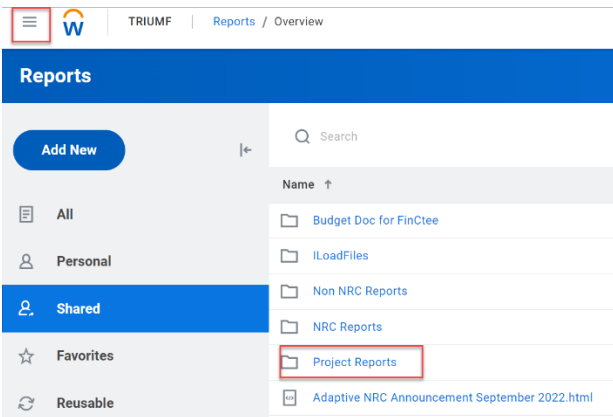 W TRIUMF | Reports / Overview
Reports
Add New
Search
Name ↑
All
Budget Doc for FinCtee
ILoadFiles
Personal
Non NRC Reports
Shared
NRC Reports
Favorites
Project Reports
Reusable
Adaptive NRC Announcement September 2022.html